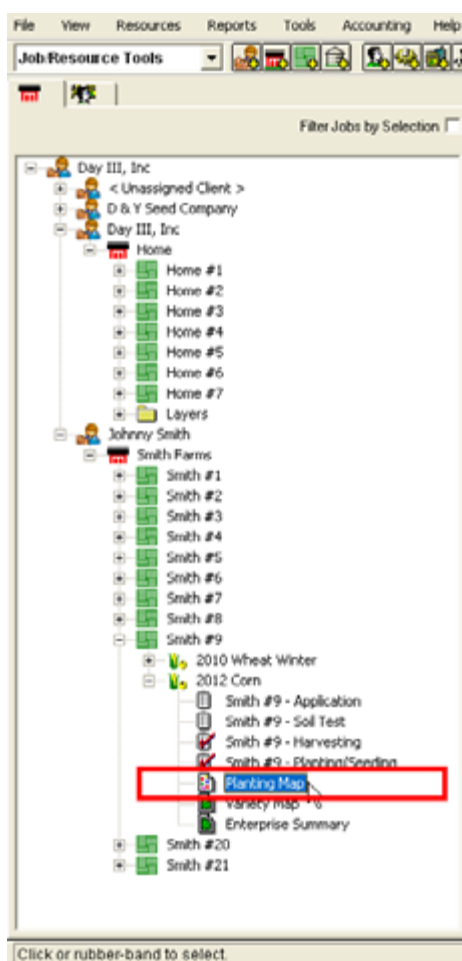 File View Resources Reports Tools Accounting Help
Job/Resource Tools
Filter Jobs by Selection
Day III, Inc
< Unassigned Client >
D & Y Seed Company
Day III, Inc
Home
Home #1
Home #2
Home #3
Home #4
Home #5
Home #6
Home #7
Layers
Johnny Smith
Smith Farms
Smith #1
Smith #2
Smith #3
Smith #4
Smith #5
Smith #6
Smith #7
Smith #8
Smith #9
2010 Wheat Winter
2012 Corn
Smith #9 - Application
Smith #9 - Soil Test
Smith #9 - Harvesting
Smith #9 - Planting/Seeding
Planting Map
Variety Map
Enterprise Summary
Smith #20
Smith #21
Click or rubber-band to select.